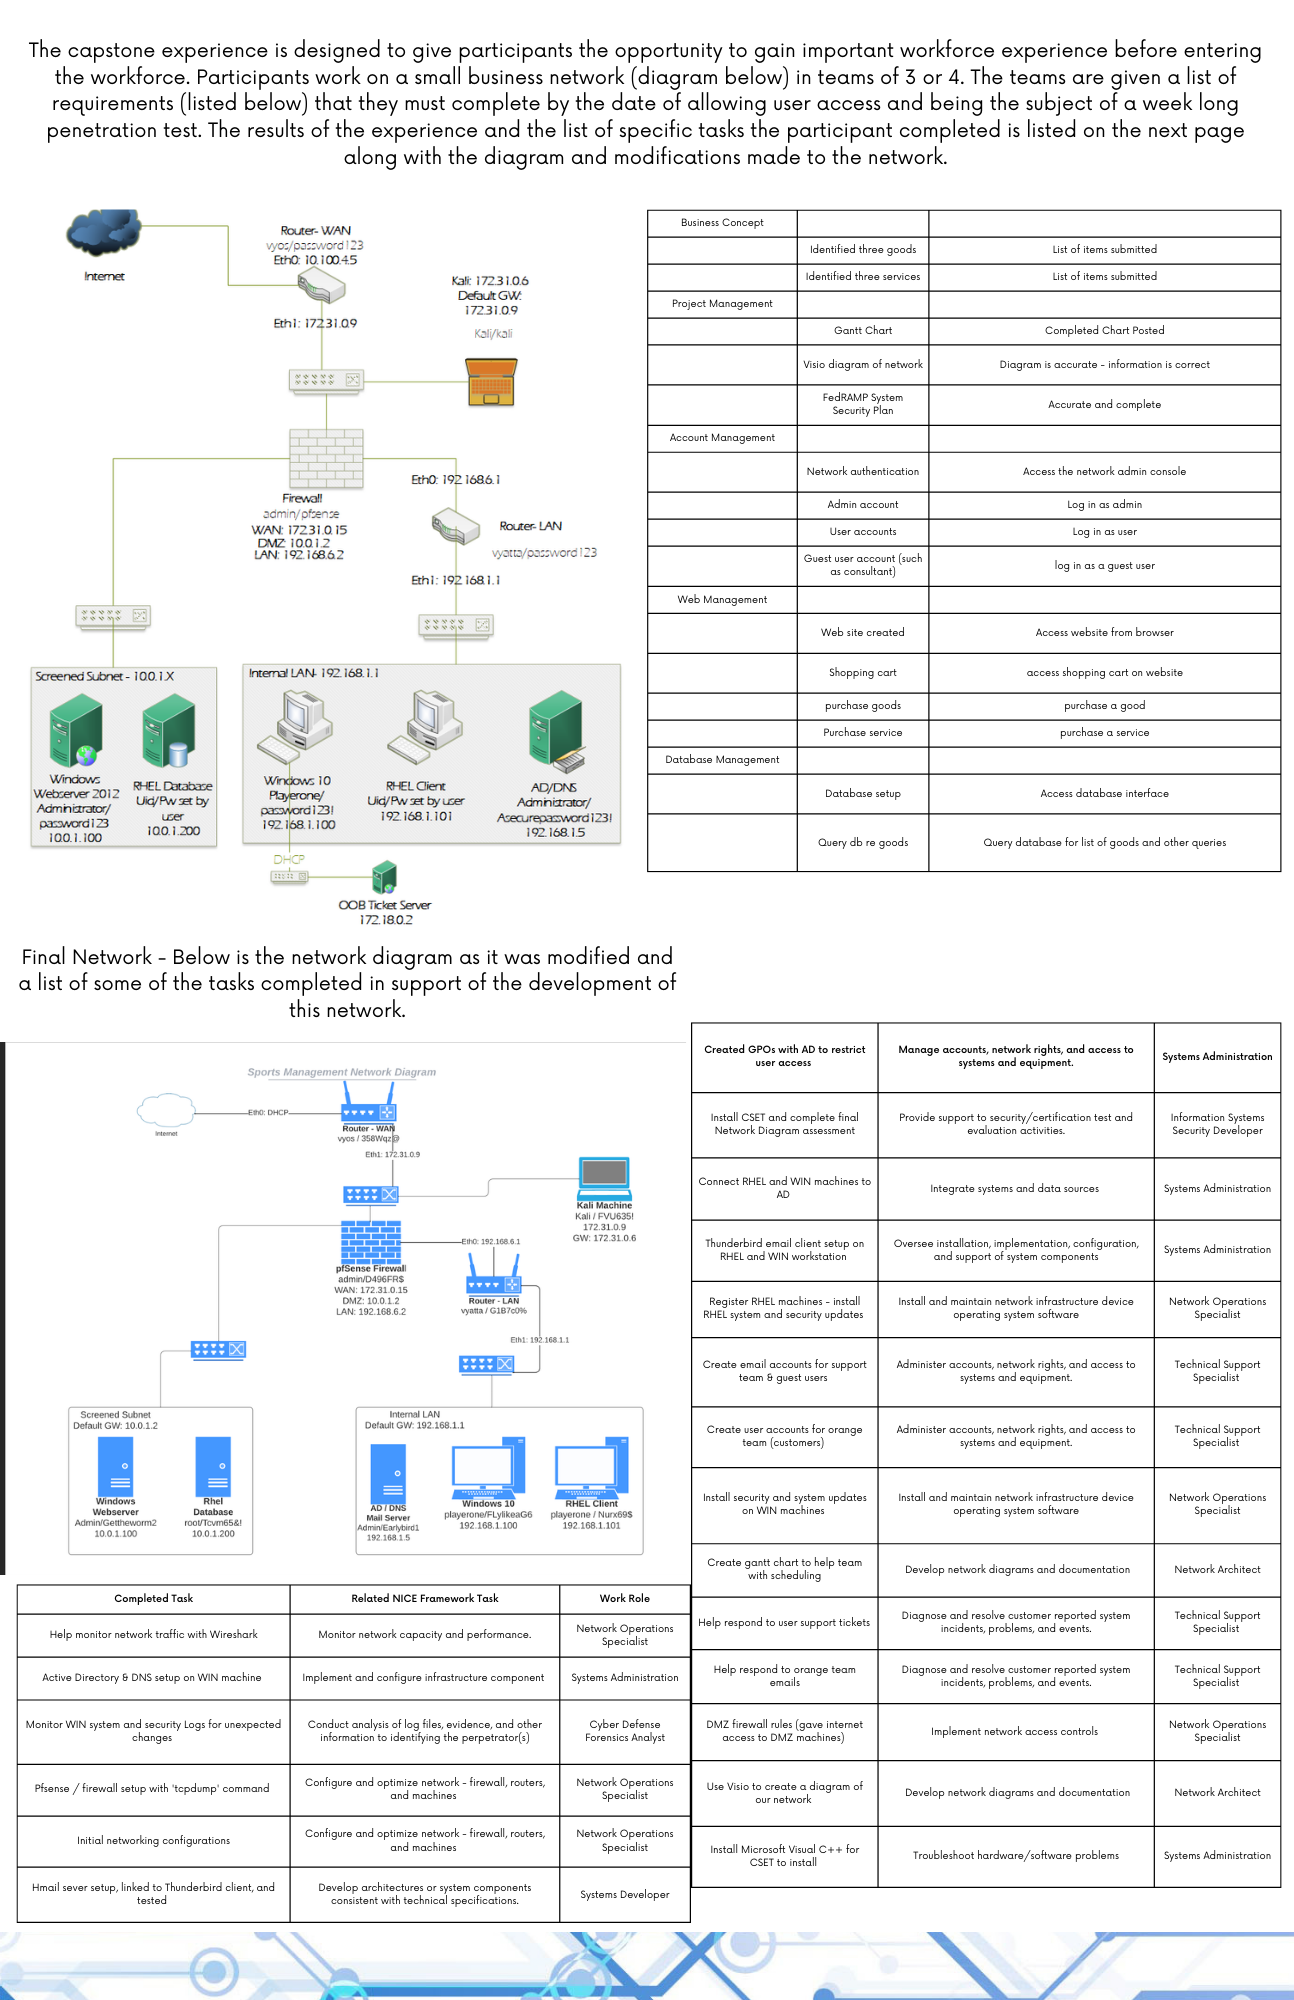 The capstone experience is designed to give participants the opportunity to gain important workforce experience before entering
the workforce. Participants work on a small business network (diagram below) in teams of 3 or 4. The teams are given a list of
requirements (listed below) that they must complete by the date of allowing user access and being the subject of a week long
penetration test. The results of the experience and the list of specific tasks the participant completed is listed on the next page
along with the diagram and modifications made to the network.
Internet
Router- WAN
vyos/password123
Eth0: 10.100.4.5
Eth1: 172.31.0.9
Kali: 172.31.0.6
Default GW:
172.31.0.9
Kali/kali
Firewall
admin/pfsense
WAN: 172.31.0.15
DMZ: 10.0.1.2
LAN: 192.168.6.2
Eth0: 192.168.6.1
Router- LAN
vyatta/password123
Eth1: 192.168.1.1
Screened Subnet - 10.0.1.X
Windows
Webserver 2012
Administrator/
password123
10.0.1.100
RHEL Database
Uid/Pw set by
user
10.0.1.200
Internal LAN- 192.168.1.1
Windows 10
Playerone/
password123!
192.168.1.100
RHEL Client
Uid/Pw set by user
192.168.1.101
AD/DNS
Administrator/
Asecurepassword123!
192.168.1.5
DHCP
OOB Ticket Server
172.18.0.2
Business Concept
Identified three goods
List of items submitted
Identified three services
List of items submitted
Project Management
Gantt Chart
Completed Chart Posted
Visio diagram of network
Diagram is accurate - information is correct
FedRAMP System
Security Plan
Accurate and complete
Account Management
Network authentication
Access the network admin console
Admin account
Log in as admin
User accounts
Log in as user
Guest user account (such
as consultant)
log in as a guest user
Web Management
Web site created
Access website from browser
Shopping cart
access shopping cart on website
purchase goods
purchase a good
Purchase service
purchase a service
Database Management
Database setup
Access database interface
Query db re goods
Query database for list of goods and other queries
Final Network - Below is the network diagram as it was modified and
a list of some of the tasks completed in support of the development of
this network.
Sports Management Network Diagram
Internet
Eth0: DHCP
Router - WAN
vyos / 358Wqz@
Eth1: 172.31.0.9
Kali Machine
Kali / FVU635!
172.31.0.9
GW: 172.31.0.6
pfSense Firewall
admin/D496FR$
WAN: 172.31.0.15
DMZ: 10.0.1.2
LAN: 192.168.6.2
Eth0: 192.168.6.1
Router - LAN
vyatta / G1B7c0%
Eth1: 192.168.1.1
Screened Subnet
Default GW: 10.0.1.2
Windows
Webserver
Admin/Gettheworm2
10.0.1.100
Rhel
Database
root/Tcvm65&!
10.0.1.200
Internal LAN
Default GW: 192.168.1.1
AD / DNS
Mail Server
Admin/Earlybird1
192.168.1.5
Windows 10
playerone/FLylikeaG6
192.168.1.100
RHEL Client
playerone / Nurx69$
192.168.1.101
Completed Task
Related NICE Framework Task
Work Role
Help monitor network traffic with Wireshark
Monitor network capacity and performance.
Network Operations
Specialist
Active Directory & DNS setup on WIN machine
Implement and configure infrastructure component
Systems Administration
Monitor WIN system and security Logs for unexpected
changes
Conduct analysis of log files, evidence, and other
information to identifying the perpetrator(s)
Cyber Defense
Forensics Analyst
Pfsense / firewall setup with 'tcpdump' command
Configure and optimize network - firewall, routers,
and machines
Network Operations
Specialist
Initial networking configurations
Configure and optimize network - firewall, routers,
and machines
Network Operations
Specialist
Hmail sever setup, linked to Thunderbird client, and
tested
Develop architectures or system components
consistent with technical specifications.
Systems Developer
Created GPOs with AD to restrict
user access
Manage accounts, network rights, and access to
systems and equipment.
Systems Administration
Install CSET and complete final
Network Diagram assessment
Provide support to security/certification test and
evaluation activities.
Information Systems
Security Developer
Connect RHEL and WIN machines to
AD
Integrate systems and data sources
Systems Administration
Thunderbird email client setup on
RHEL and WIN workstation
Oversee installation, implementation, configuration,
and support of system components
Systems Administration
Register RHEL machines - install
RHEL system and security updates
Install and maintain network infrastructure device
operating system software
Network Operations
Specialist
Create email accounts for support
team & guest users
Administer accounts, network rights, and access to
systems and equipment.
Technical Support
Specialist
Create user accounts for orange
team (customers)
Administer accounts, network rights, and access to
systems and equipment.
Technical Support
Specialist
Install security and system updates
on WIN machines
Install and maintain network infrastructure device
operating system software
Network Operations
Specialist
Create gantt chart to help team
with scheduling
Develop network diagrams and documentation
Network Architect
Help respond to user support tickets
Diagnose and resolve customer reported system
incidents, problems, and events.
Technical Support
Specialist
Help respond to orange team
emails
Diagnose and resolve customer reported system
incidents, problems, and events.
Technical Support
Specialist
DMZ firewall rules (gave internet
access to DMZ machines)
Implement network access controls
Network Operations
Specialist
Use Visio to create a diagram of
our network
Develop network diagrams and documentation
Network Architect
Install Microsoft Visual C++ for
CSET to install
Troubleshoot hardware/software problems
Systems Administration